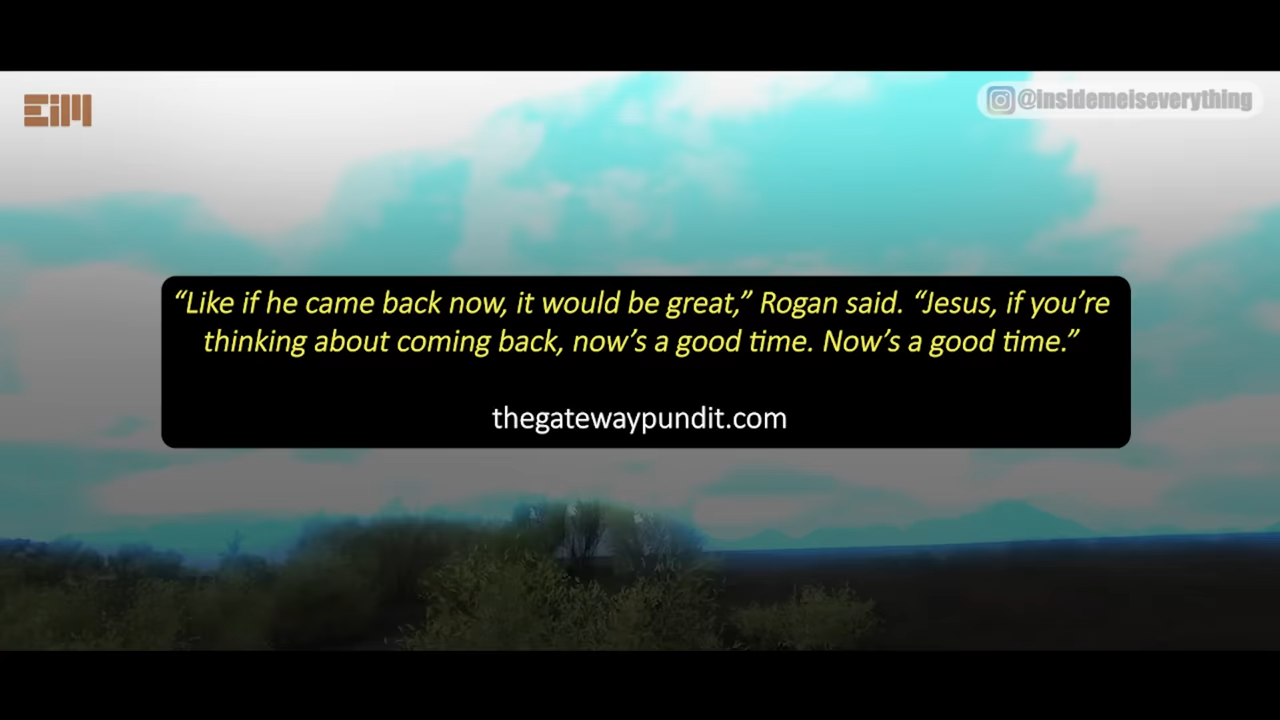 EiM
@insidemeiseverything
“Like if he came back now, it would be great,” Rogan said. “Jesus, if you’re
thinking about coming back, now’s a good time. Now’s a good time.”
thegatewaypundit.com